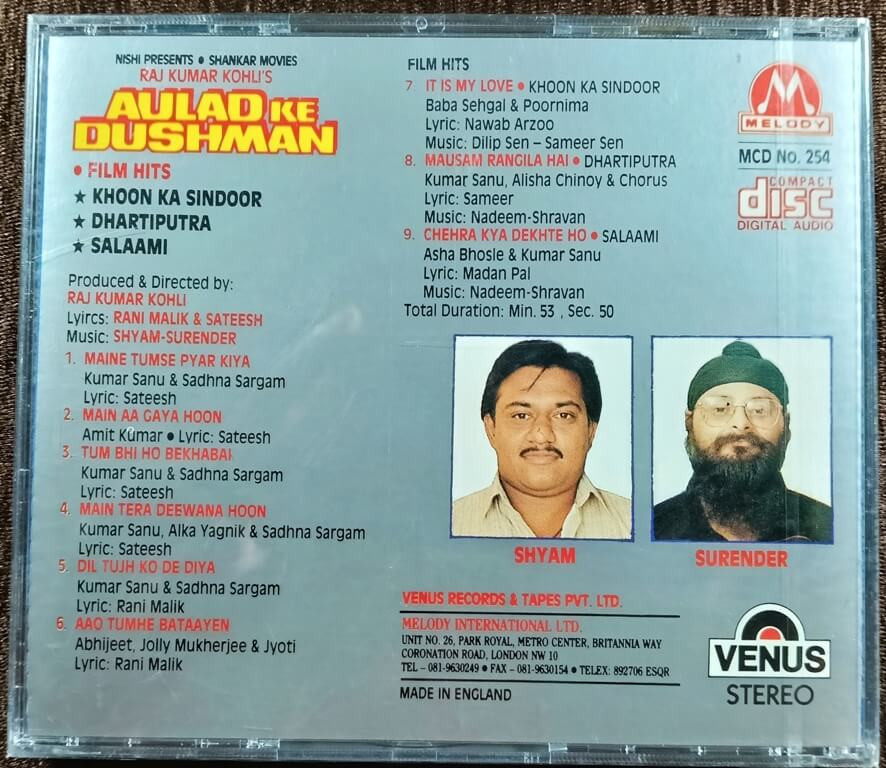 NISHI PRESENTS • SHANKAR MOVIES
RAJ KUMAR KOHLI'S
AULAD KE
DUSHMAN
• FILM HITS
★ KHOON KA SINDOOR
★ DHARTIPUTRA
★ SALAAMI
Produced & Directed by:
RAJ KUMAR KOHLI
Lyircs: RANI MALIK & SATEESH
Music: SHYAM-SURENDER
1. MAINE TUMSE PYAR KIYA
Kumar Sanu & Sadhna Sargam
Lyric: Sateesh
2. MAIN AA GAYA HOON
Amit Kumar • Lyric: Sateesh
3. TUM BHI HO BEKHABAR
Kumar Sanu & Sadhna Sargam
Lyric: Sateesh
4. MAIN TERA DEEWANA HOON
Kumar Sanu, Alka Yagnik & Sadhna Sargam
Lyric: Sateesh
5. DIL TUJH KO DE DIYA
Kumar Sanu & Sadhna Sargam
Lyric: Rani Malik
6. AAO TUMHE BATAAYEN
Abhijeet, Jolly Mukherjee & Jyoti
Lyric: Rani Malik
FILM HITS
7 IT IS MY LOVE • KHOON KA SINDOOR
Baba Sehgal & Poornima
Lyric: Nawab Arzoo
Music: Dilip Sen – Sameer Sen
8. MAUSAM RANGILA HAI • DHARTIPUTRA
Kumar Sanu, Alisha Chinoy & Chorus
Lyric: Sameer
Music: Nadeem-Shravan
9. CHEHRA KYA DEKHTE HO • SALAAMI
Asha Bhosle & Kumar Sanu
Lyric: Madan Pal
Music: Nadeem-Shravan
Total Duration: Min. 53 , Sec. 50
MELODY
MCD No. 254
COMPACT
disc
DIGITAL AUDIO
SHYAM
SURENDER
VENUS RECORDS & TAPES PVT. LTD.
MELODY INTERNATIONAL LTD.
UNIT NO. 26, PARK ROYAL, METRO CENTER, BRITANNIA WAY
CORONATION ROAD, LONDON NW 10
TEL – 081-9630249 • FAX – 081-9630154 • TELEX: 892706 ESQR
MADE IN ENGLAND
VENUS
STEREO